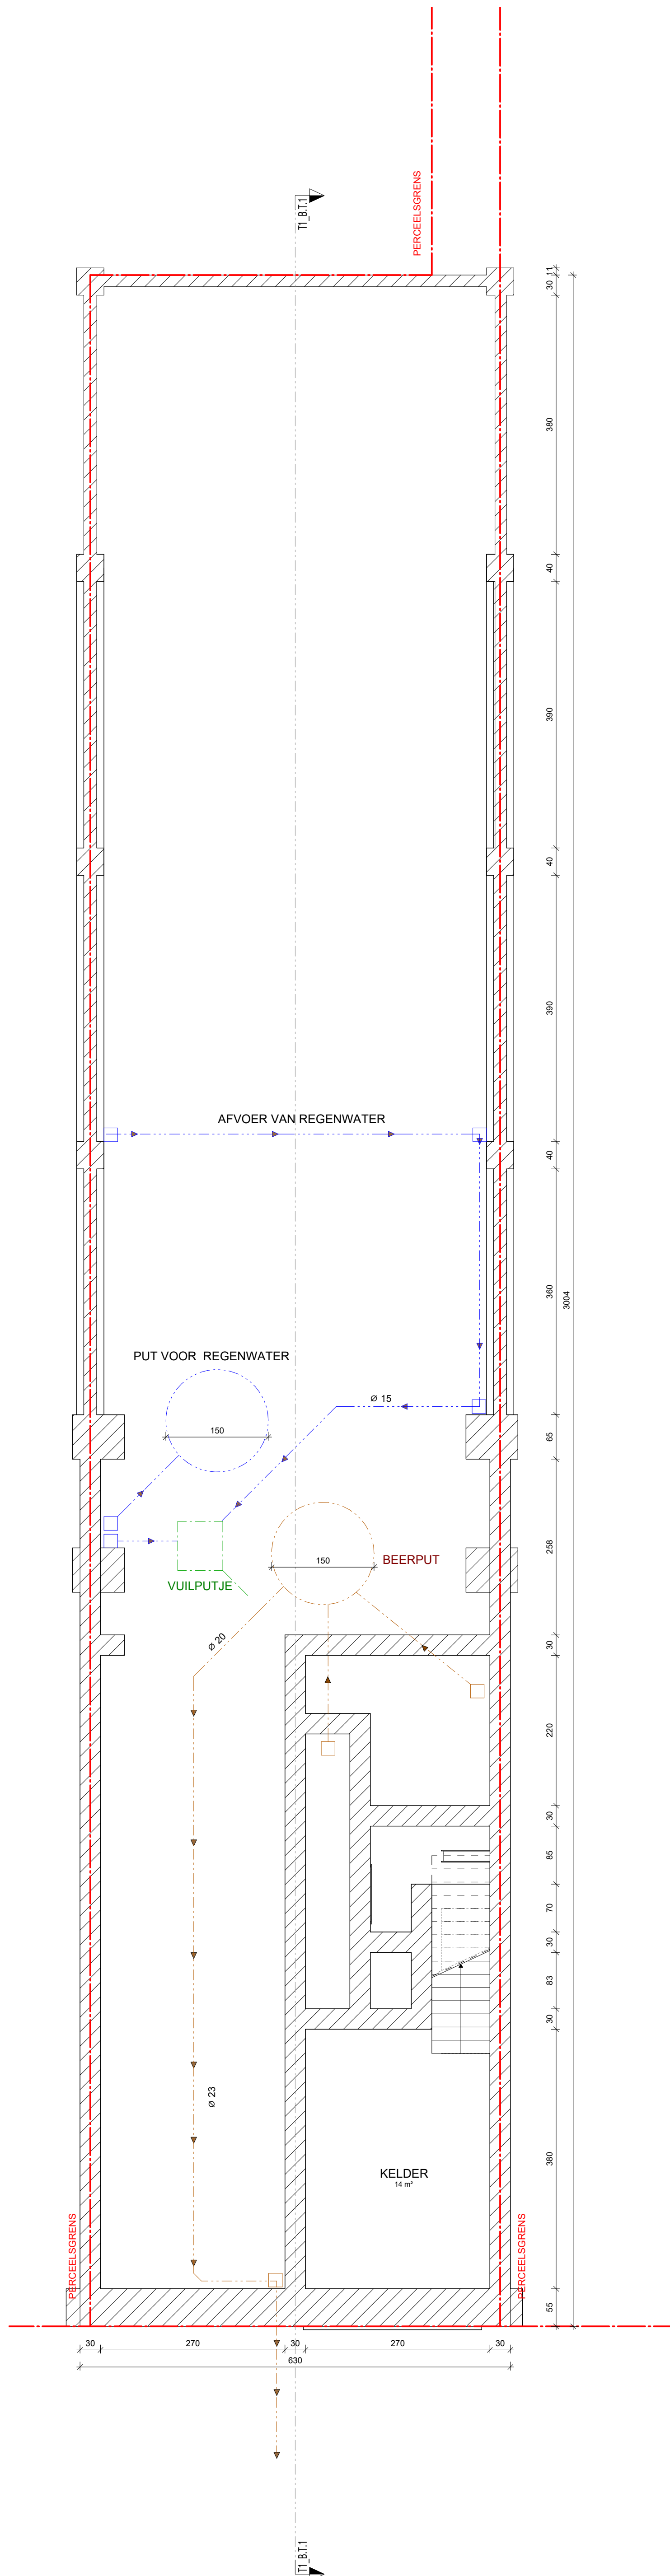 PERCEELSGRENS
T1_B.T.1
11
30
380
40
390
40
390
AFVOER VAN REGENWATER
40
360
3004
PUT VOOR  REGENWATER
Ø 15
150
65
258
150
BEERPUT
VUILPUTJE
Ø 20
30
220
30
85
70
30
83
30
Ø 23
380
KELDER
14 m²
PERCEELSGRENS
PERCEELSGRENS
55
30
270
30
270
30
630
T1_B.T.1